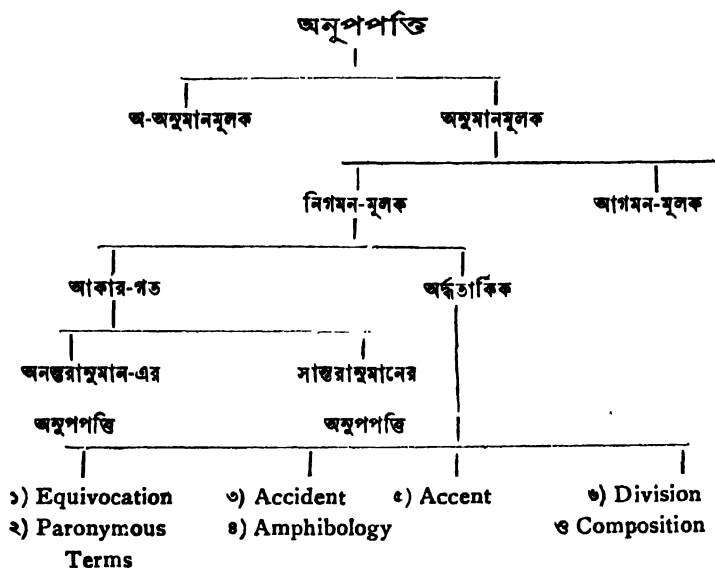 অনুপপত্তি
অ-অনুমানমূলক অনুমানমূলক
নিগমন-মূলক আগমন-মূলক
আকার-গত অর্দ্ধতার্কিক
অনন্তরানুমান-এর সান্তরানুমানের
অনুপপত্তি অনুপপত্তি
১) Equivocation ৩) Accident ৫) Accent ৬) Division
২) Paronymous ৪) Amphibology ও Composition
Terms